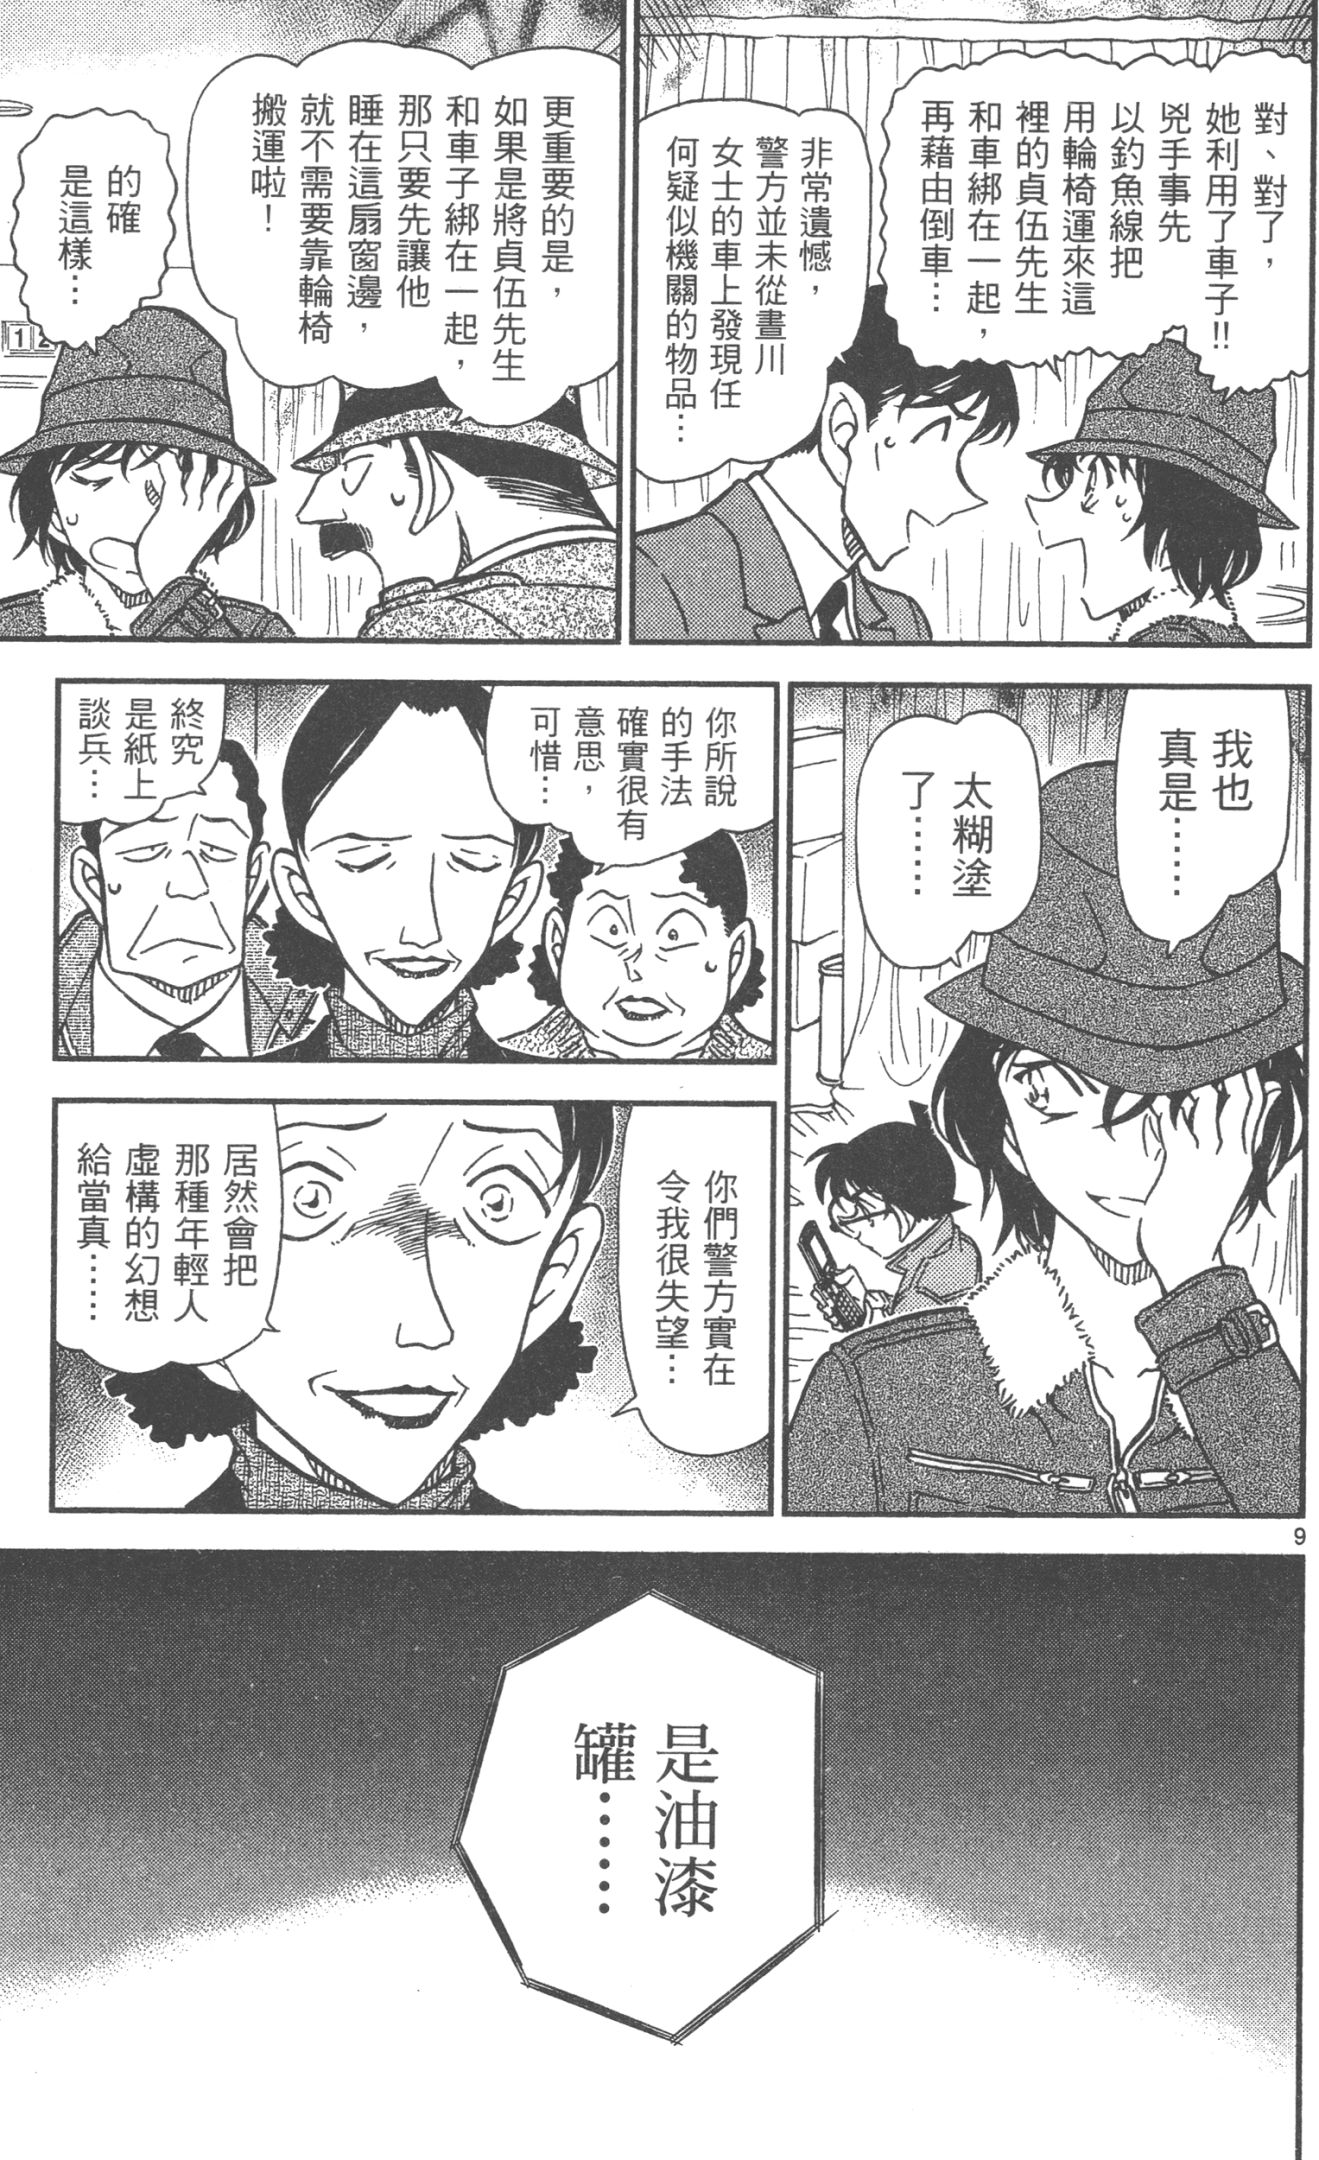 對、對了，
她利用了車子!!
兇手事先
以釣魚線把
用輪椅運來這
裡的貞伍先生
和車綁在一起，
再藉由倒車…
非常遺憾，
警方並未從晝川
女士的車上發現任
何疑似機關的物品…
更重要的是，
如果是將貞伍先生
和車子綁在一起，
那只要先讓他
睡在這扇窗邊，
就不需要靠輪椅
搬運啦！
的確
是這樣…
12
我也
真是……
太糊塗
了……
你所說
的手法
確實很有
意思，
可惜…
終究
是紙上
談兵…
你們警方實在
令我很失望…
居然會把
那種年輕人
虛構的幻想
給當真……
9
是油漆
罐……